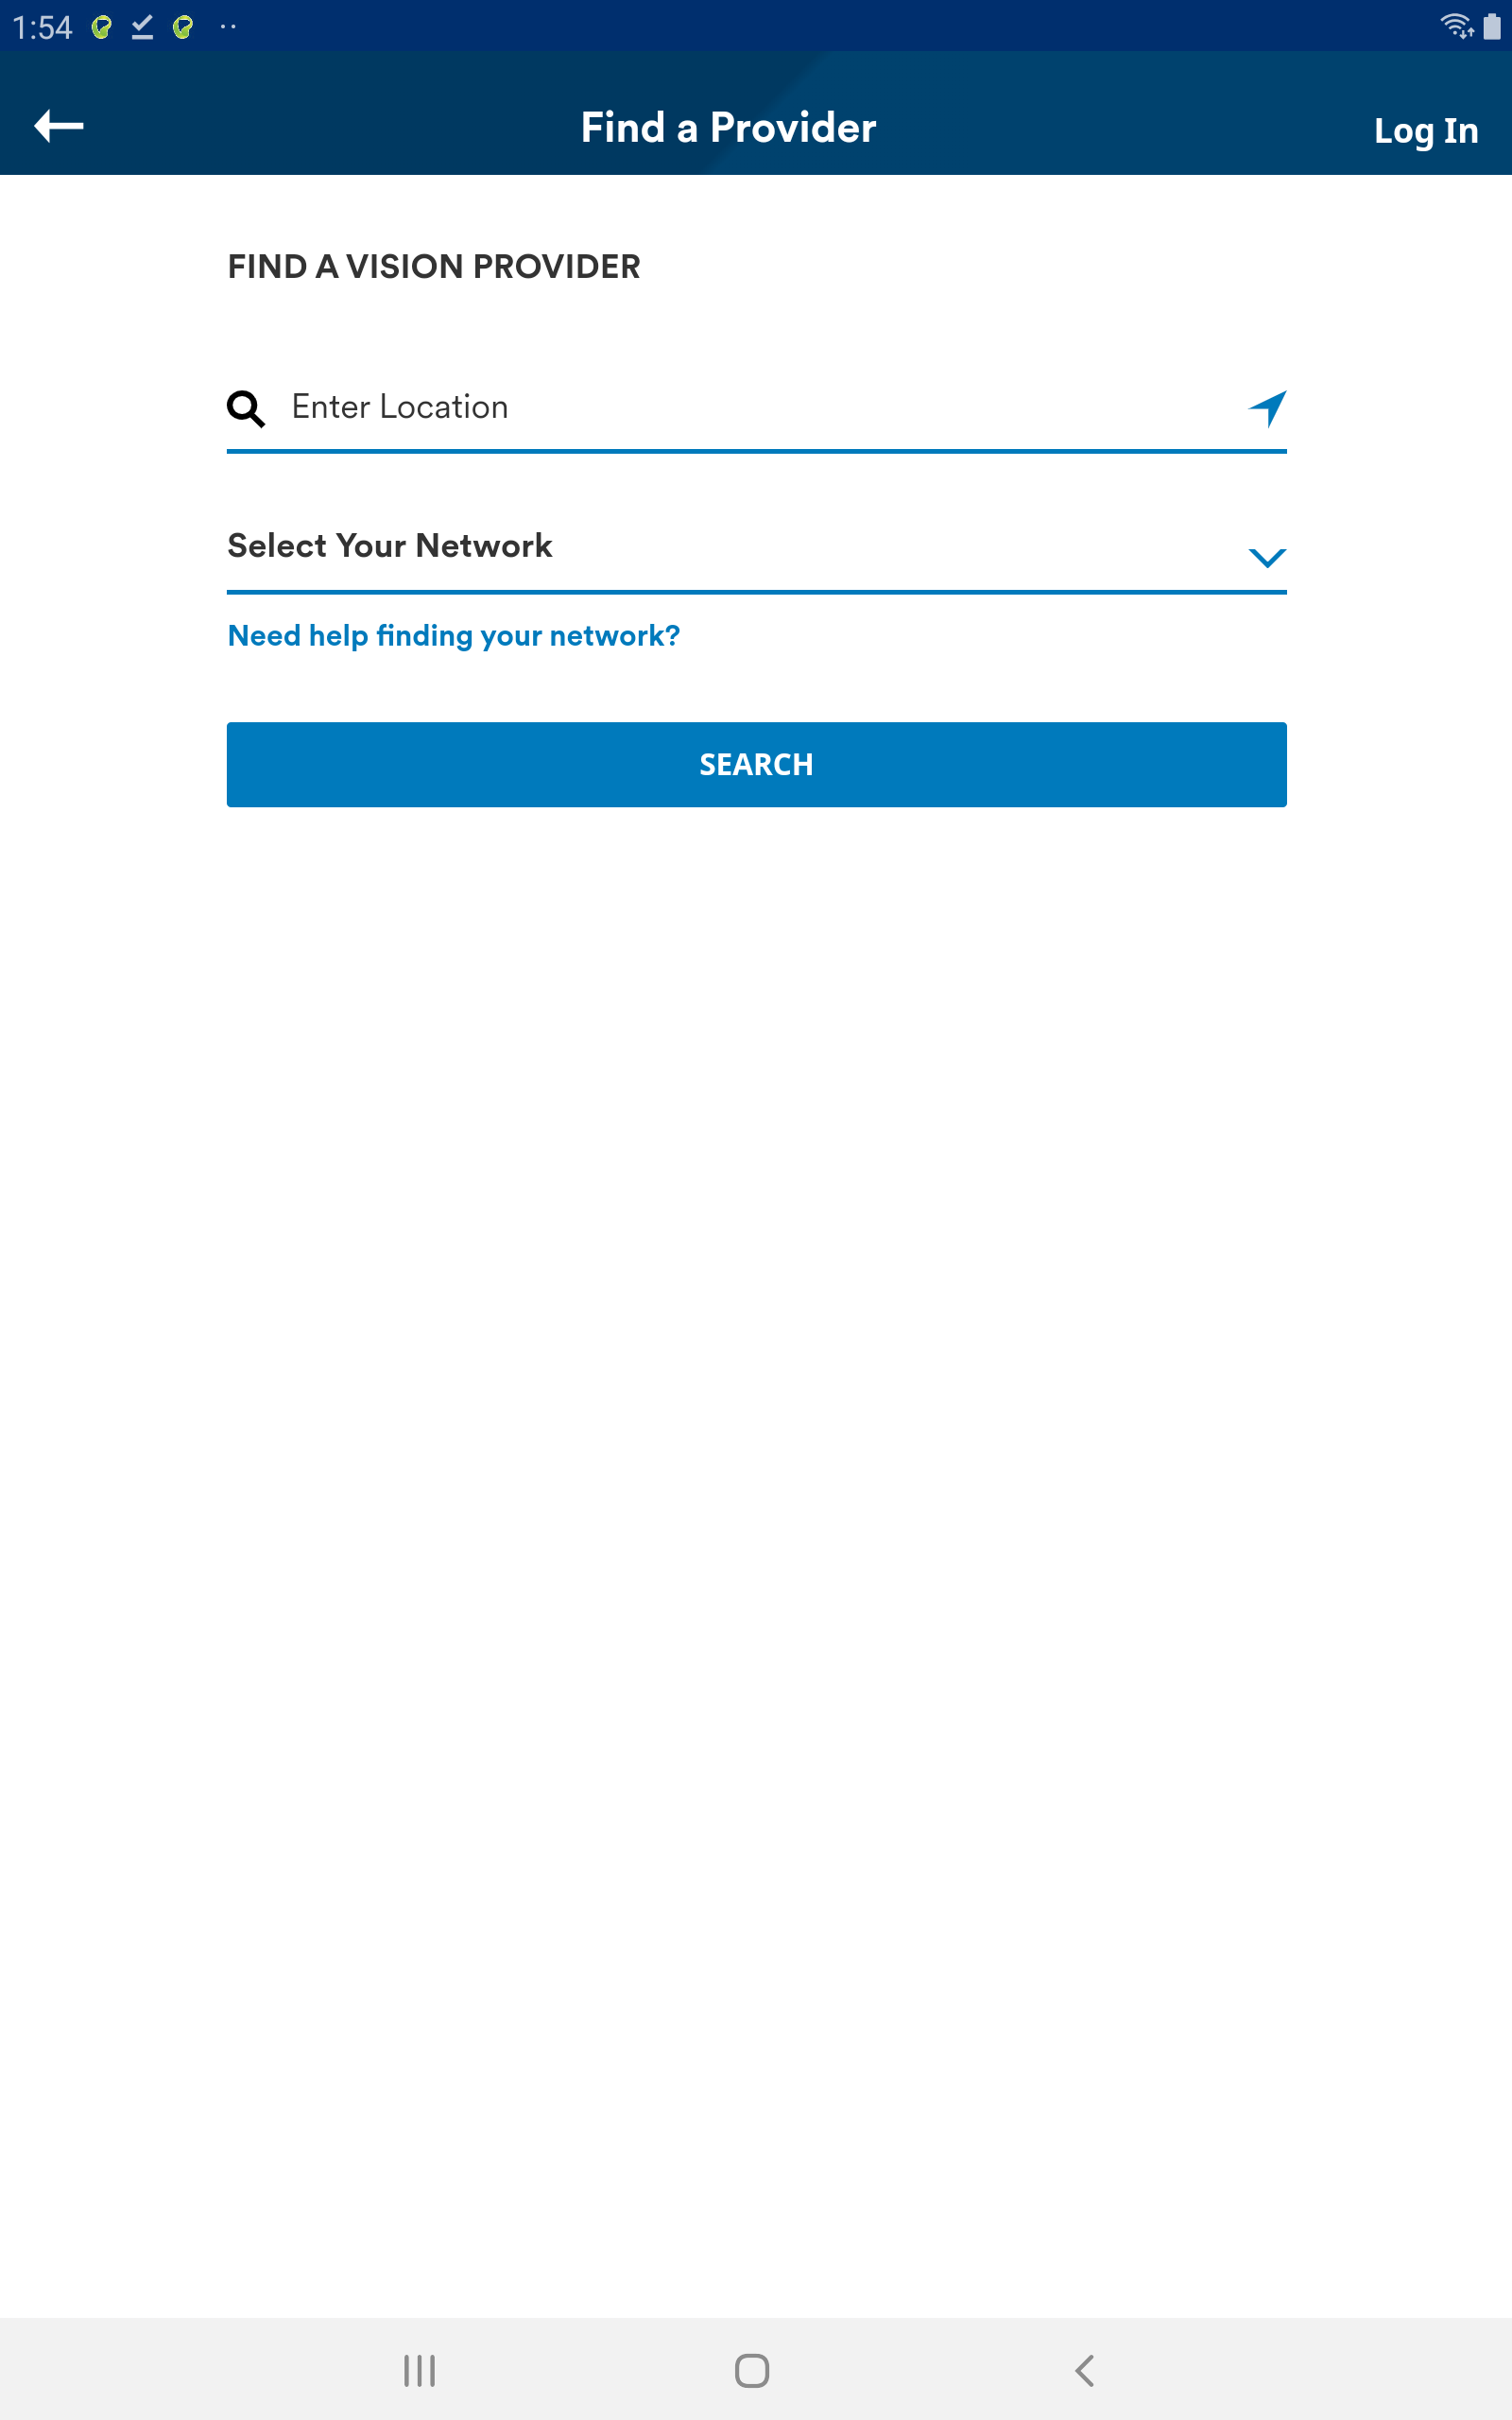 1:54
Find a Provider
Log In
FIND A VISION PROVIDER
Enter Location
Select Your Network
Need help finding your network?
SEARCH